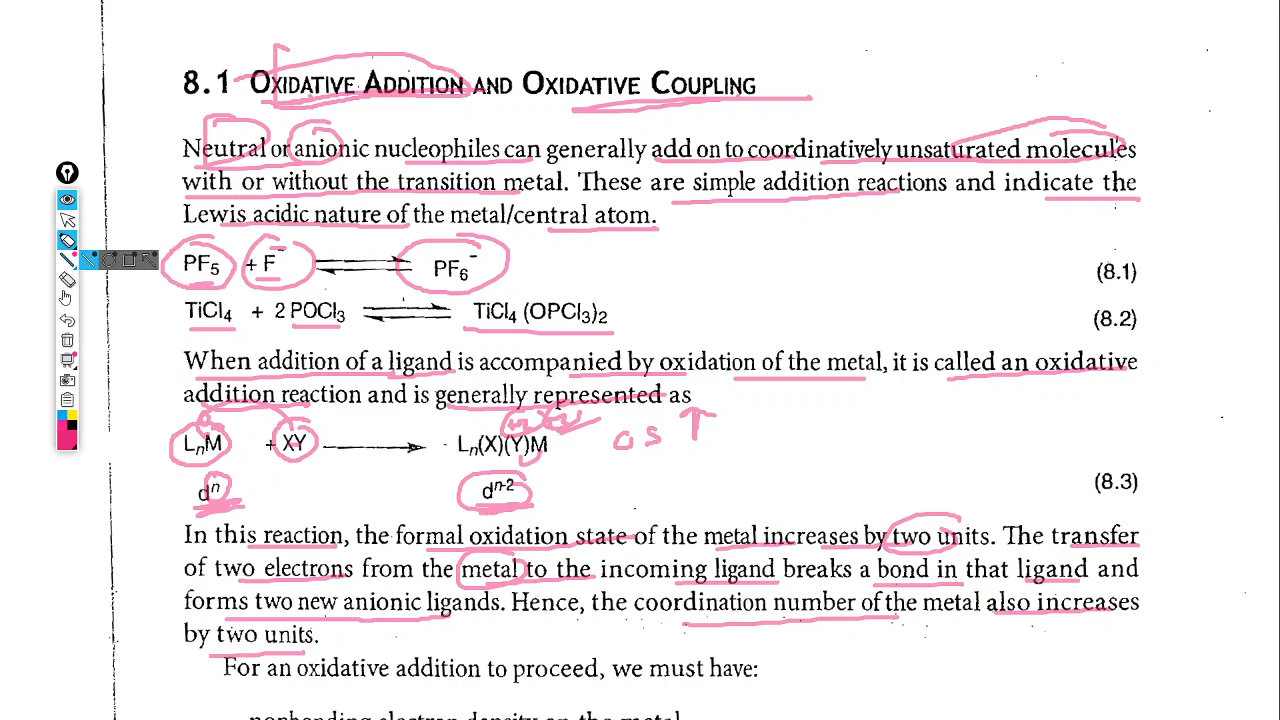 8.1 OXIDATIVE ADDITION AND OXIDATIVE COUPLING
Neutral or anionic nucleophiles can generally add on to coordinatively unsaturated molecules
with or without the transition metal. These are simple addition reactions and indicate the
Lewis acidic nature of the metal/central atom.
PF₅ + F⁻ ⇌ PF₆⁻ (8.1)
TiCl₄ + 2 POCl₃ ⇌ TiCl₄ (OPCl₃)₂ (8.2)
When addition of a ligand is accompanied by oxidation of the metal, it is called an oxidative
addition reaction and is generally represented as
LₙM + XY → Lₙ(X)(Y)M os ↑
dⁿ dⁿ⁻² (8.3)
In this reaction, the formal oxidation state of the metal increases by two units. The transfer
of two electrons from the metal to the incoming ligand breaks a bond in that ligand and
forms two new anionic ligands. Hence, the coordination number of the metal also increases
by two units.
For an oxidative addition to proceed, we must have:
nonbonding electron density on the metal